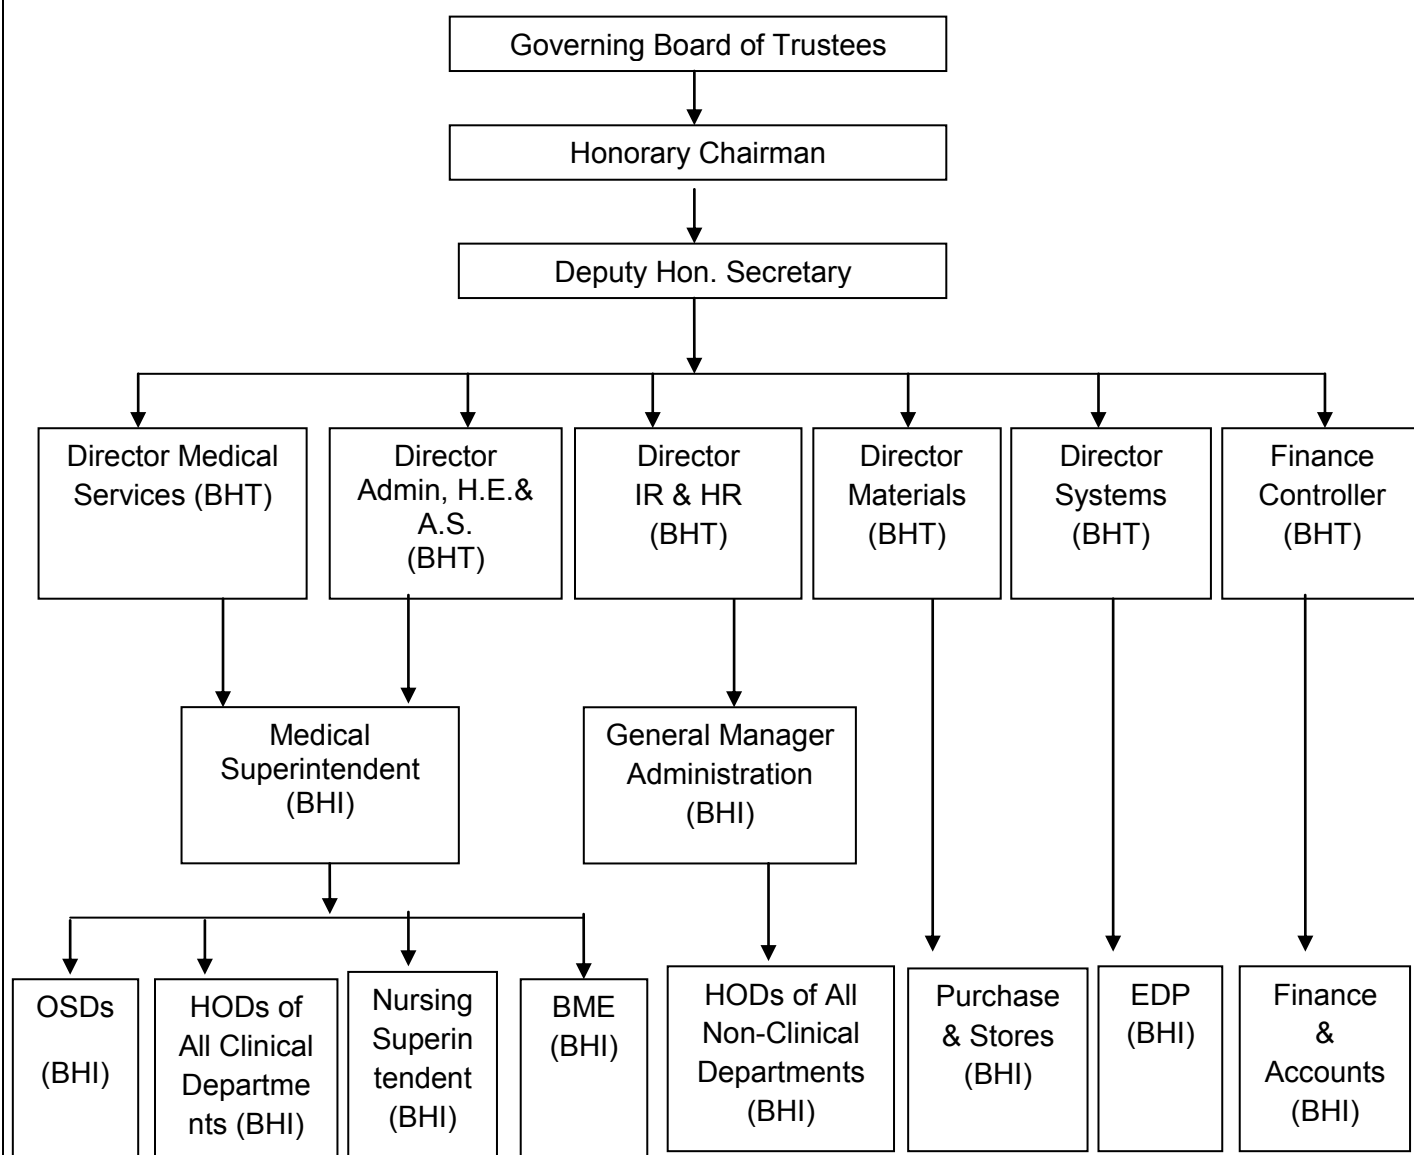 Governing Board of Trustees
Honorary Chairman
Deputy Hon. Secretary
Director Medical
Services (BHT)
Director
Admin, H.E.&
A.S.
(BHT)
Director
IR & HR
(BHT)
Director
Materials
(BHT)
Director
Systems
(BHT)
Finance
Controller
(BHT)
Medical
Superintendent
(BHI)
General Manager
Administration
(BHI)
OSDs
(BHI)
HODs of
All Clinical
Departme
nts (BHI)
Nursing
Superin
tendent
(BHI)
BME
(BHI)
HODs of All
Non-Clinical
Departments
(BHI)
Purchase
& Stores
(BHI)
EDP
(BHI)
Finance
&
Accounts
(BHI)